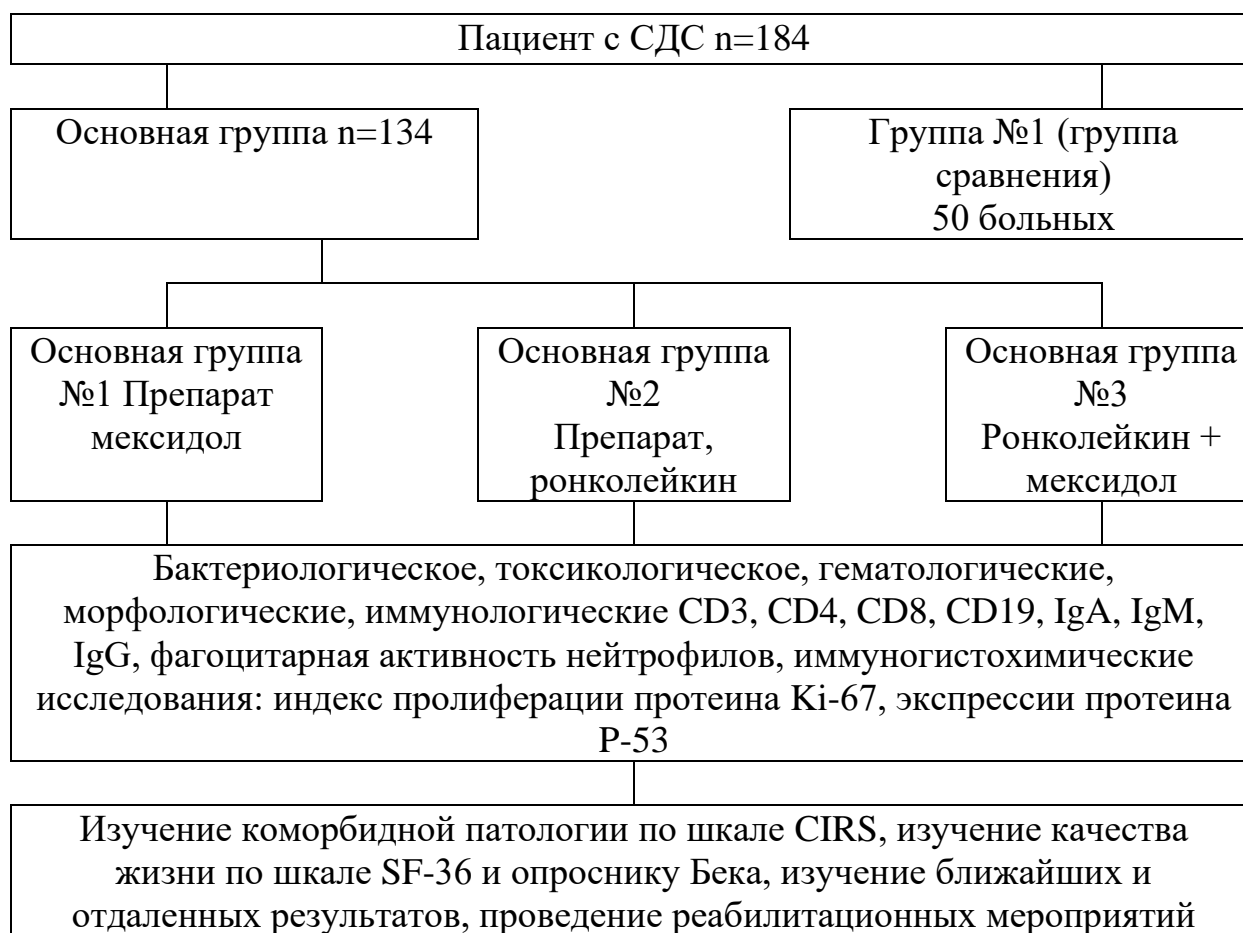 Пациент с СДС n=184
Основная группа n=134
Группа №1 (группа
сравнения)
50 больных
Основная группа
№1 Препарат
мексидол
Основная группа
№2
Препарат,
ронколейкин
Основная группа
№3
Ронколейкин +
мексидол
Бактериологическое, токсикологическое, гематологические,
морфологические, иммунологические CD3, CD4, CD8, CD19, IgA, IgM,
IgG, фагоцитарная активность нейтрофилов, иммуногистохимические
исследования: индекс пролиферации протеина Ki-67, экспрессии протеина
P-53
Изучение коморбидной патологии по шкале CIRS, изучение качества
жизни по шкале SF-36 и опроснику Бека, изучение ближайших и
отдаленных результатов, проведение реабилитационных мероприятий